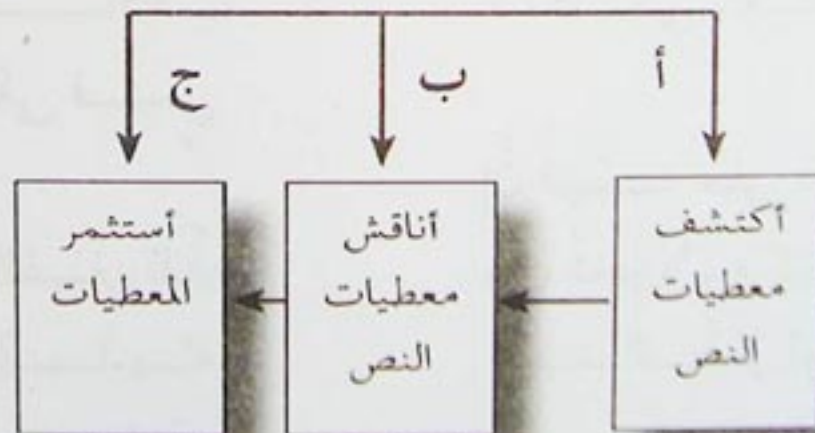 أ
ب
ج
أكتشف
معطيات
النص
أناقش
معطيات
النص
أستثمر
المعطيات